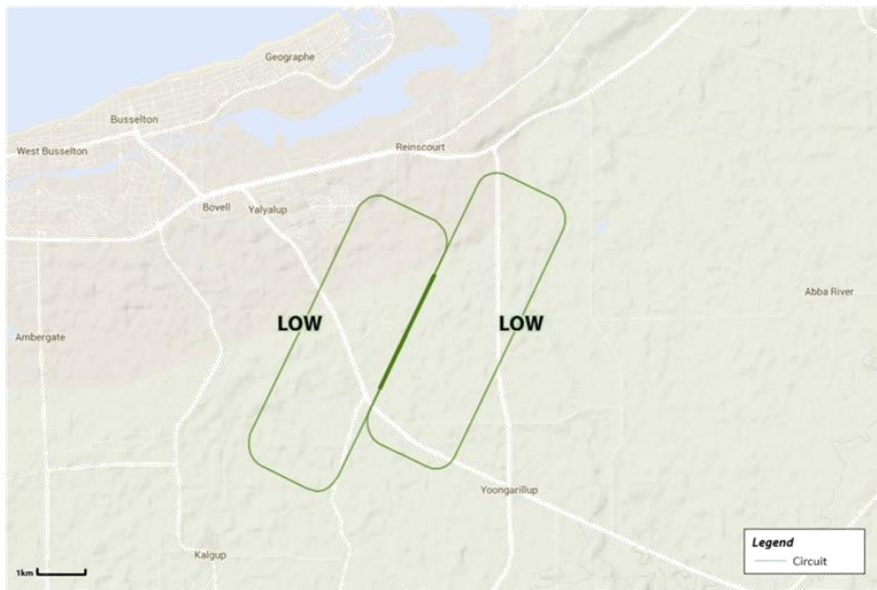 Geographe
Busselton
West Busselton
Reinscourt
Bovell
Yalyalup
Abba River
LOW
LOW
Ambergate
Yoongarillup
Kalgup
Legend
Circuit
1km